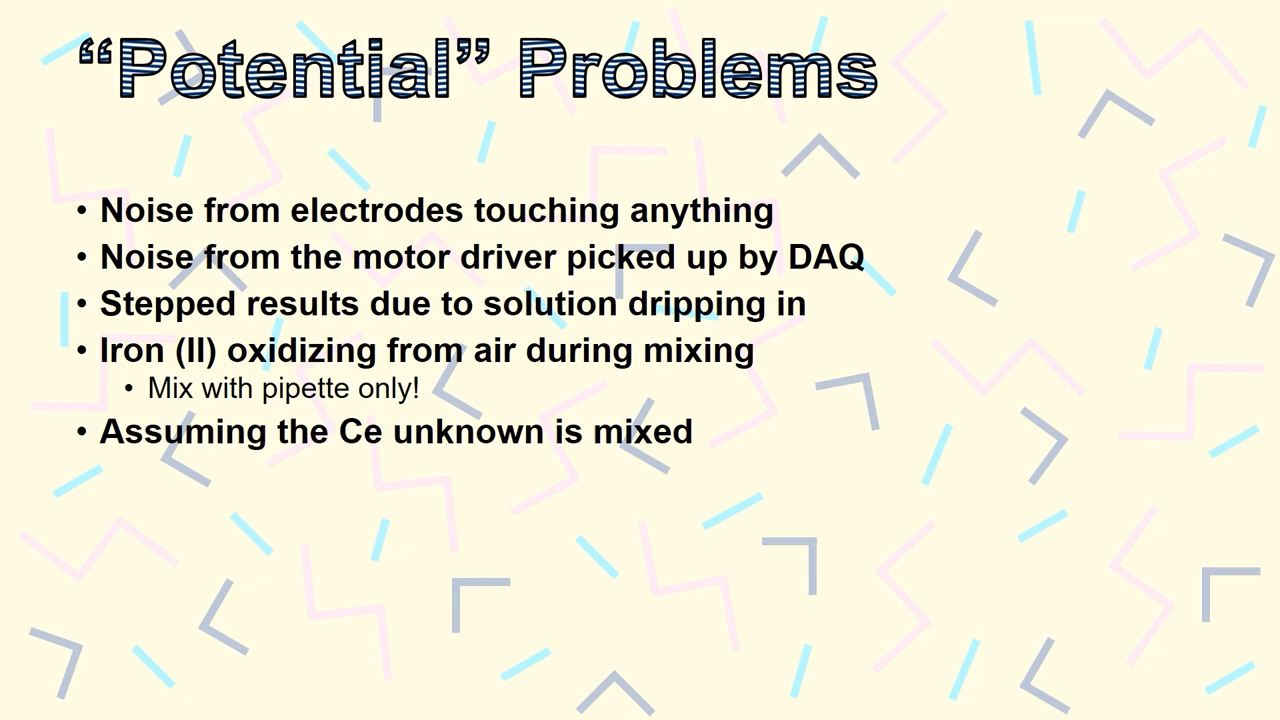 “Potential” Problems
• Noise from electrodes touching anything
• Noise from the motor driver picked up by DAQ
• Stepped results due to solution dripping in
• Iron (II) oxidizing from air during mixing
• Mix with pipette only!
• Assuming the Ce unknown is mixed